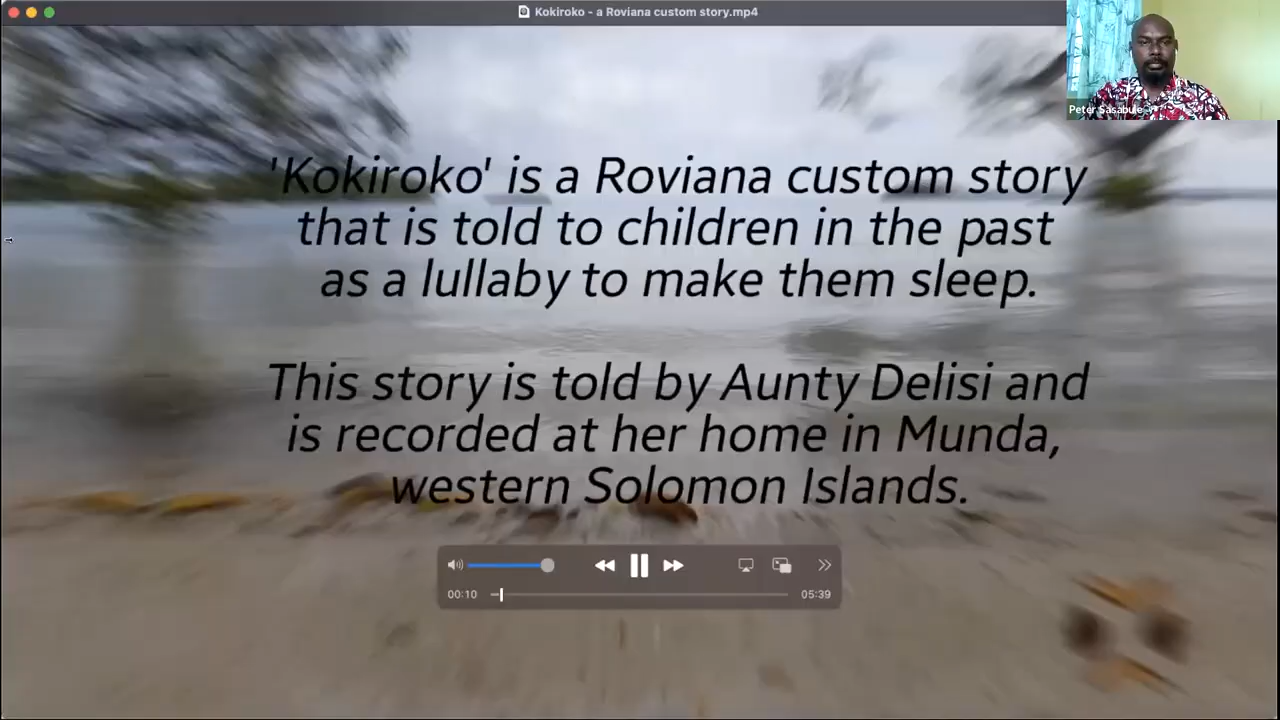 Kokiroko - a Roviana custom story.mp4
Peter Sasabule
'Kokiroko' is a Roviana custom story
that is told to children in the past
as a lullaby to make them sleep.
This story is told by Aunty Delisi and
is recorded at her home in Munda,
western Solomon Islands.
00:10
05:39